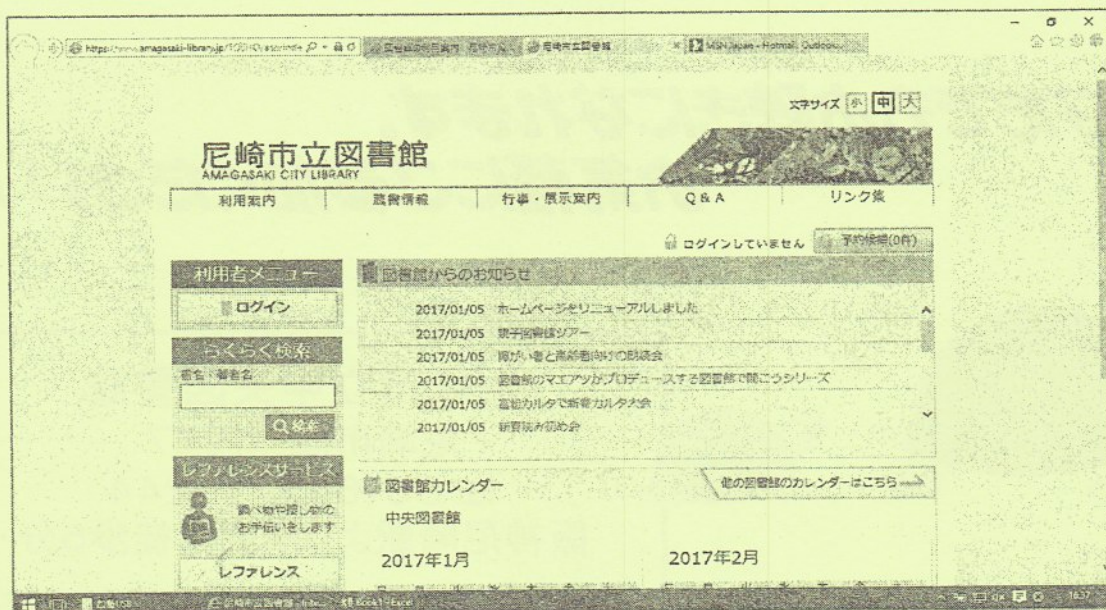 文字サイズ 小 中 大
尼崎市立図書館
AMAGASAKI CITY LIBRARY
利用案内 蔵書情報 行事・展示案内 Q & A リンク集
ログインしていません 予約候補(0件)
利用者メニュー
ログイン
図書館からのお知らせ
2017/01/05 ホームページをリニューアルしました
2017/01/05 親子図書館ツアー
2017/01/05 障がい者と高齢者向けの朗読会
2017/01/05 図書館のマエアツがプロデュースする図書館で聞こうシリーズ
2017/01/05 富松カルタで新春カルタ大会
2017/01/05 新春読み初め会
らくらく検索
書名・著者名
検索
レファレンスサービス
調べ物や探し物の
お手伝いをします
レファレンス
図書館カレンダー
他の図書館のカレンダーはこちら
中央図書館
2017年1月 2017年2月
16:37